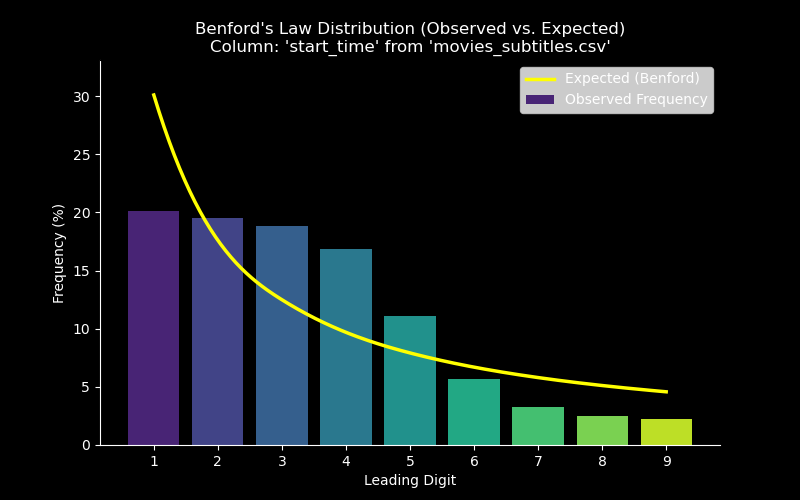 Benford's Law Distribution (Observed vs. Expected)
Column: 'start_time' from 'movies_subtitles.csv'
Expected (Benford)
Observed Frequency
Frequency (%)
30
25
20
15
10
5
0
1 2 3 4 5 6 7 8 9
Leading Digit